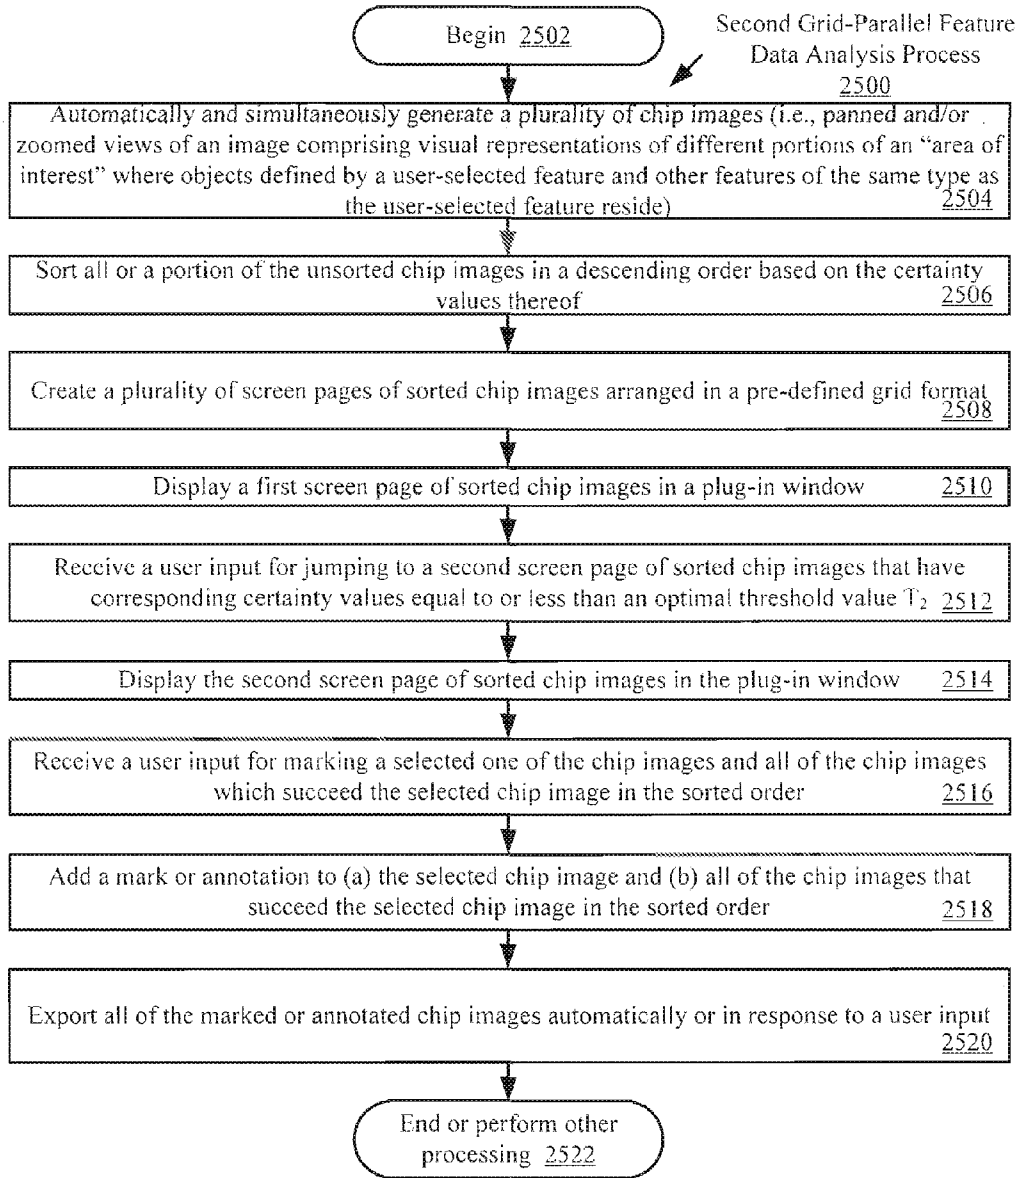 Begin 2502
Second Grid-Parallel Feature
Data Analysis Process
2500
Automatically and simultaneously generate a plurality of chip images (i.e., panned and/or
zoomed views of an image comprising visual representations of different portions of an “area of
interest” where objects defined by a user-selected feature and other features of the same type as
the user-selected feature reside)
2504
Sort all or a portion of the unsorted chip images in a descending order based on the certainty
values thereof
2506
Create a plurality of screen pages of sorted chip images arranged in a pre-defined grid format
2508
Display a first screen page of sorted chip images in a plug-in window 2510
Receive a user input for jumping to a second screen page of sorted chip images that have
corresponding certainty values equal to or less than an optimal threshold value T₂ 2512
Display the second screen page of sorted chip images in the plug-in window 2514
Receive a user input for marking a selected one of the chip images and all of the chip images
which succeed the selected chip image in the sorted order 2516
Add a mark or annotation to (a) the selected chip image and (b) all of the chip images that
succeed the selected chip image in the sorted order 2518
Export all of the marked or annotated chip images automatically or in response to a user input
2520
End or perform other
processing 2522